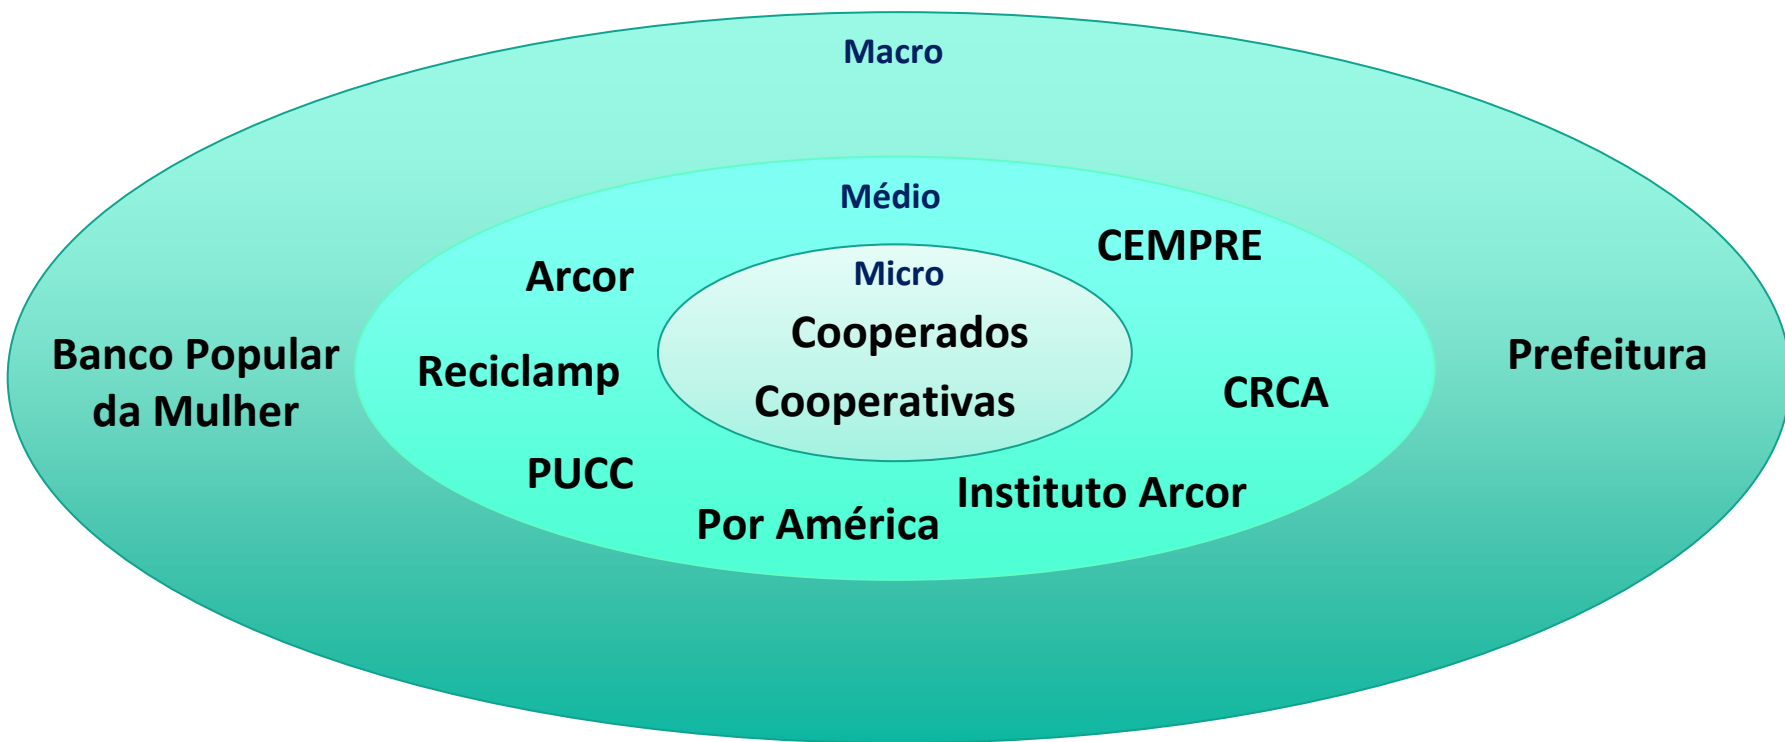 Macro
Médio
CEMPRE
Arcor
Micro
Cooperados
Banco Popular
da Mulher
Prefeitura
Reciclamp
CRCA
Cooperativas
PUCC
Instituto Arcor
Por América